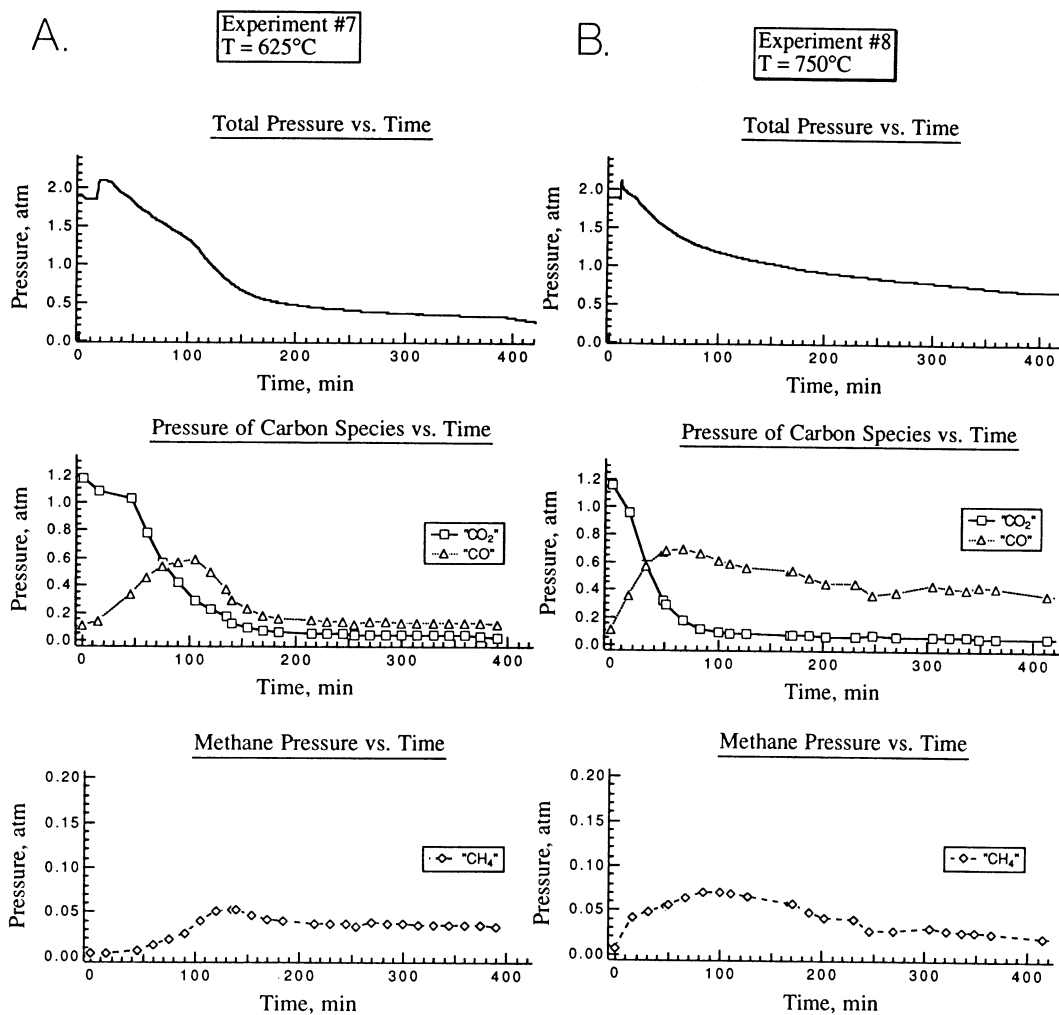 A.
Experiment #7
T = 625°C
Total Pressure vs. Time
Pressure, atm
2.0
1.5
1.0
0.5
0.0
0 100 200 300 400
Time, min
Pressure of Carbon Species vs. Time
Pressure, atm
1.2
1.0
0.8
0.6
0.4
0.2
0.0
"CO₂"
"CO"
0 100 200 300 400
Time, min
Methane Pressure vs. Time
Pressure, atm
0.20
0.15
0.10
0.05
0.00
"CH₄"
0 100 200 300 400
Time, min
B.
Experiment #8
T = 750°C
Total Pressure vs. Time
Pressure, atm
2.0
1.5
1.0
0.5
0.0
0 100 200 300 400
Time, min
Pressure of Carbon Species vs. Time
Pressure, atm
1.2
1.0
0.8
0.6
0.4
0.2
0.0
"CO₂"
"CO"
0 100 200 300 400
Time, min
Methane Pressure vs. Time
Pressure, atm
0.20
0.15
0.10
0.05
0.00
"CH₄"
0 100 200 300 400
Time, min